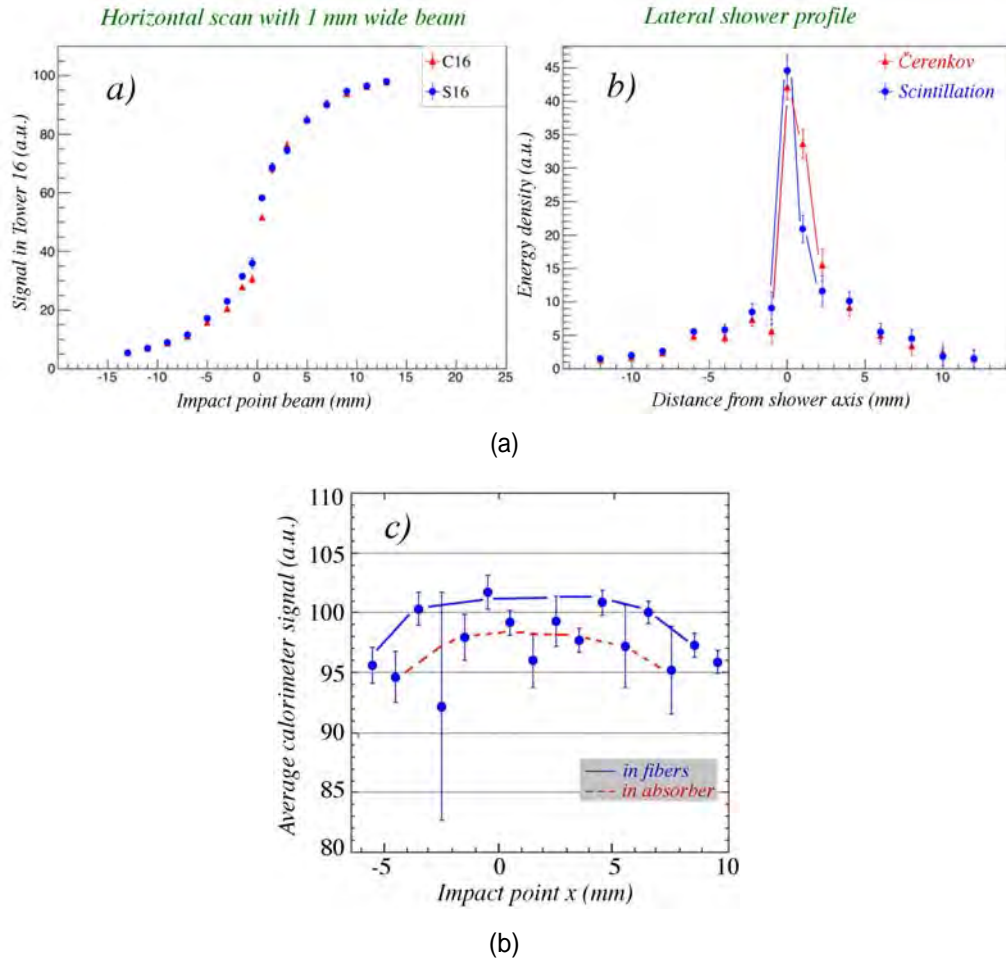 Horizontal scan with 1 mm wide beam
Lateral shower profile
a)
C16
S16
100
80
60
40
20
0
-15
-10
-5
0
5
10
15
20
25
Signal in Tower 16 (a.u.)
Impact point beam (mm)
b)
Čerenkov
Scintillation
45
40
35
30
25
20
15
10
5
0
-10
-5
0
5
10
Energy density (a.u.)
Distance from shower axis (mm)
(a)
c)
110
105
100
95
90
85
80
-5
0
5
10
Average calorimeter signal (a.u.)
in fibers
in absorber
Impact point x (mm)
(b)